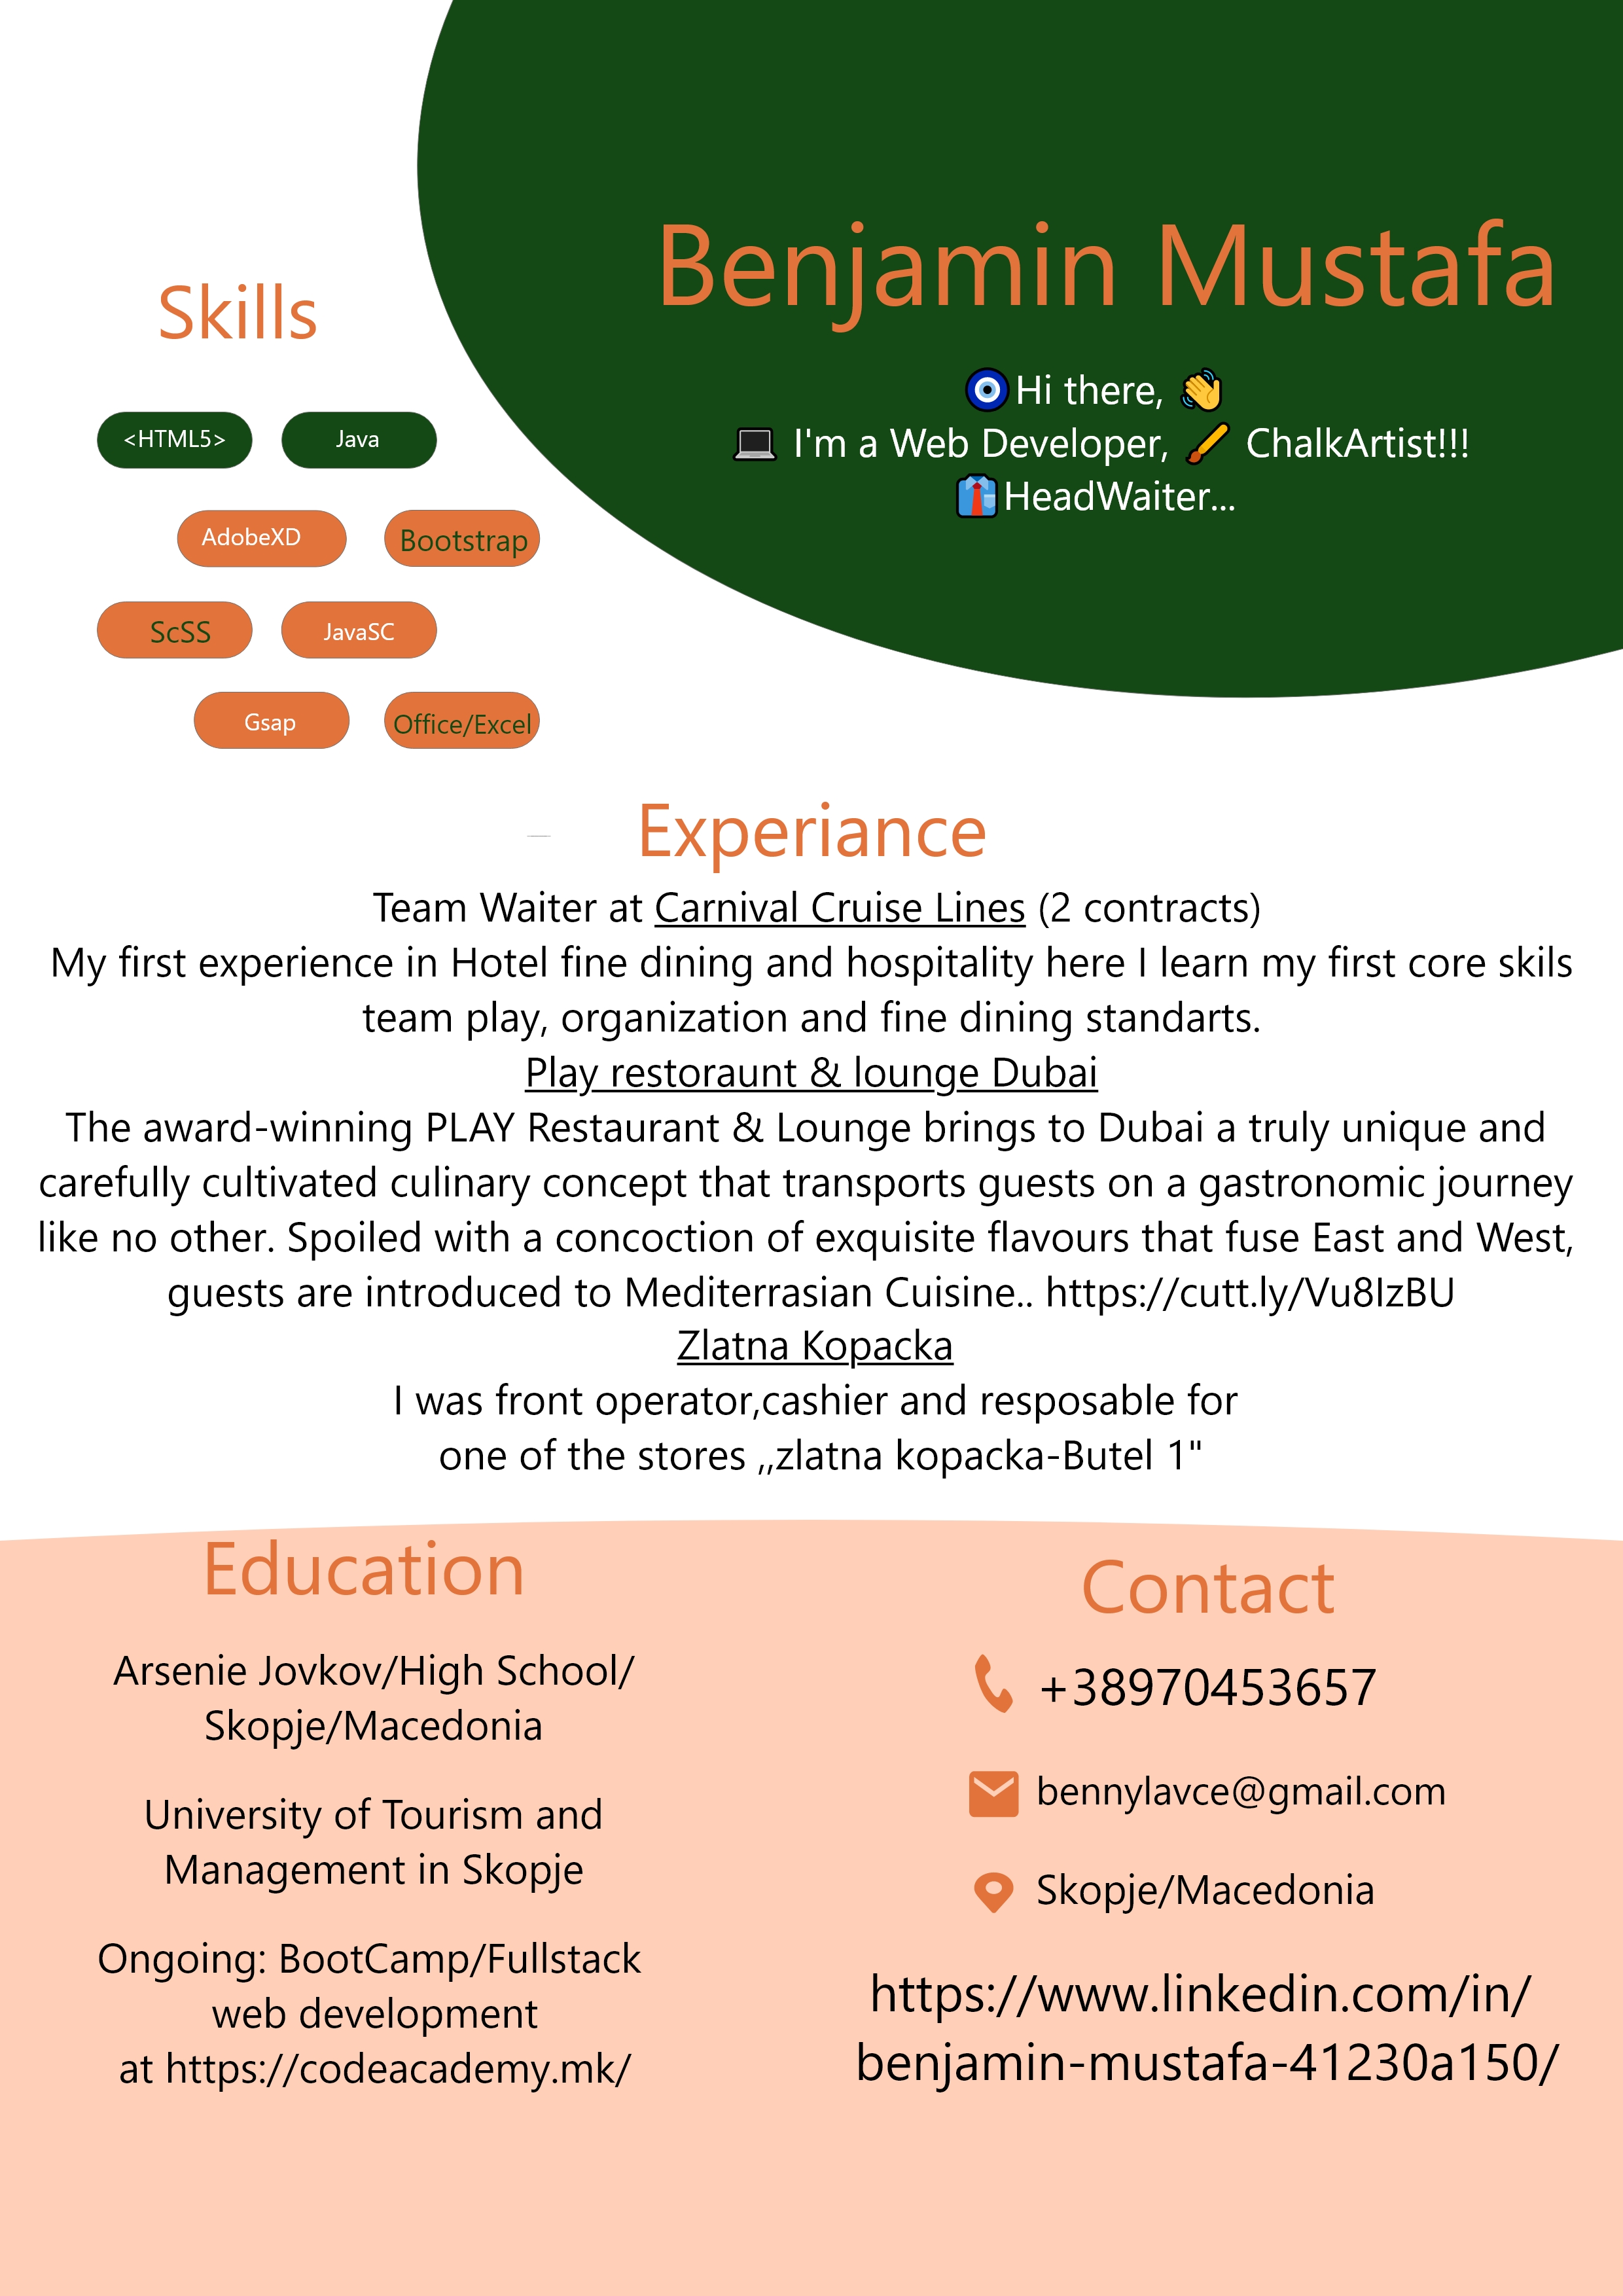 Benjamin Mustafa
Hi there,
I'm a Web Developer, ChalkArtist!!!
HeadWaiter...
Skills
<HTML5> Java
AdobeXD Bootstrap
ScSS JavaSC
Gsap Office/Excel
Experiance
Team Waiter at Carnival Cruise Lines (2 contracts)
My first experience in Hotel fine dining and hospitality here I learn my first core skils
team play, organization and fine dining standarts.
Play restoraunt & lounge Dubai
The award-winning PLAY Restaurant & Lounge brings to Dubai a truly unique and
carefully cultivated culinary concept that transports guests on a gastronomic journey
like no other. Spoiled with a concoction of exquisite flavours that fuse East and West,
guests are introduced to Mediterrasian Cuisine.. https://cutt.ly/Vu8IzBU
Zlatna Kopacka
I was front operator,cashier and resposable for
one of the stores ,,zlatna kopacka-Butel 1"
Education
Arsenie Jovkov/High School/
Skopje/Macedonia
University of Tourism and
Management in Skopje
Ongoing: BootCamp/Fullstack
web development
at https://codeacademy.mk/
Contact
+38970453657
bennylavce@gmail.com
Skopje/Macedonia
https://www.linkedin.com/in/
benjamin-mustafa-41230a150/